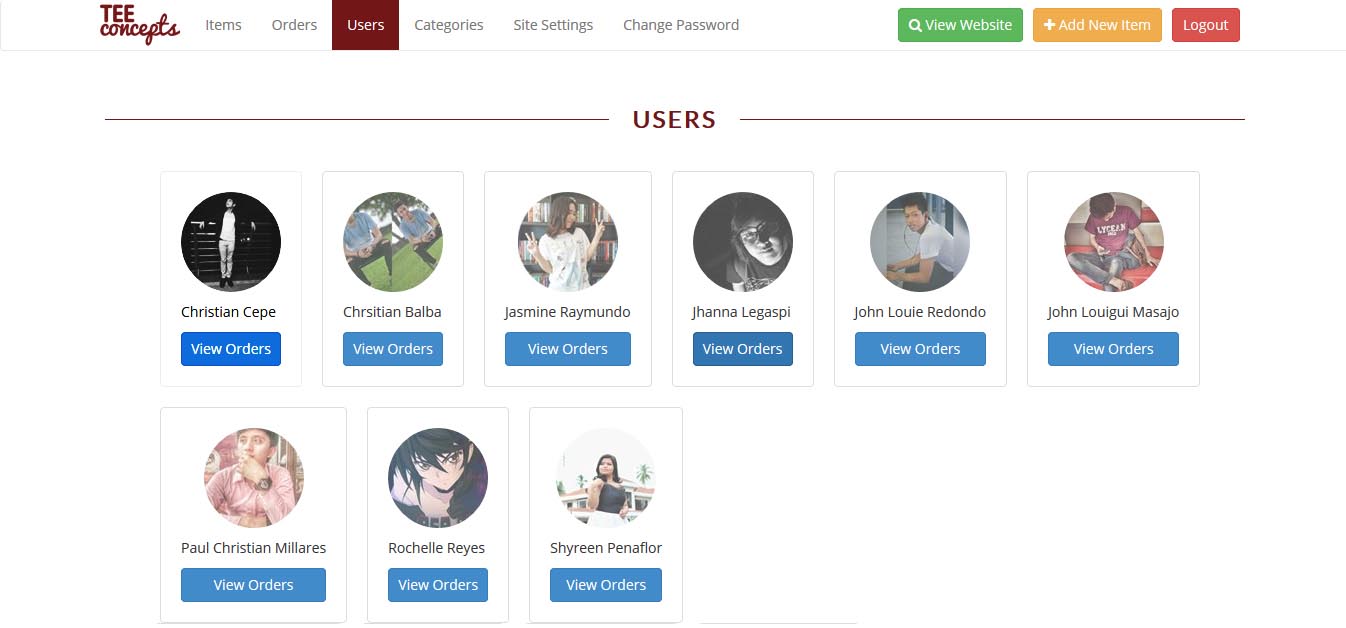 TEE
concepts
Items
Orders
Users
Categories
Site Settings
Change Password
View Website
Add New Item
Logout
USERS
LYCEAN
Christian Cepe
Chrsitian Balba
Jasmine Raymundo
Jhanna Legaspi
John Louie Redondo
John Louigui Masajo
View Orders
View Orders
View Orders
View Orders
View Orders
View Orders
Paul Christian Millares
Rochelle Reyes
Shyreen Penaflor
View Orders
View Orders
View Orders